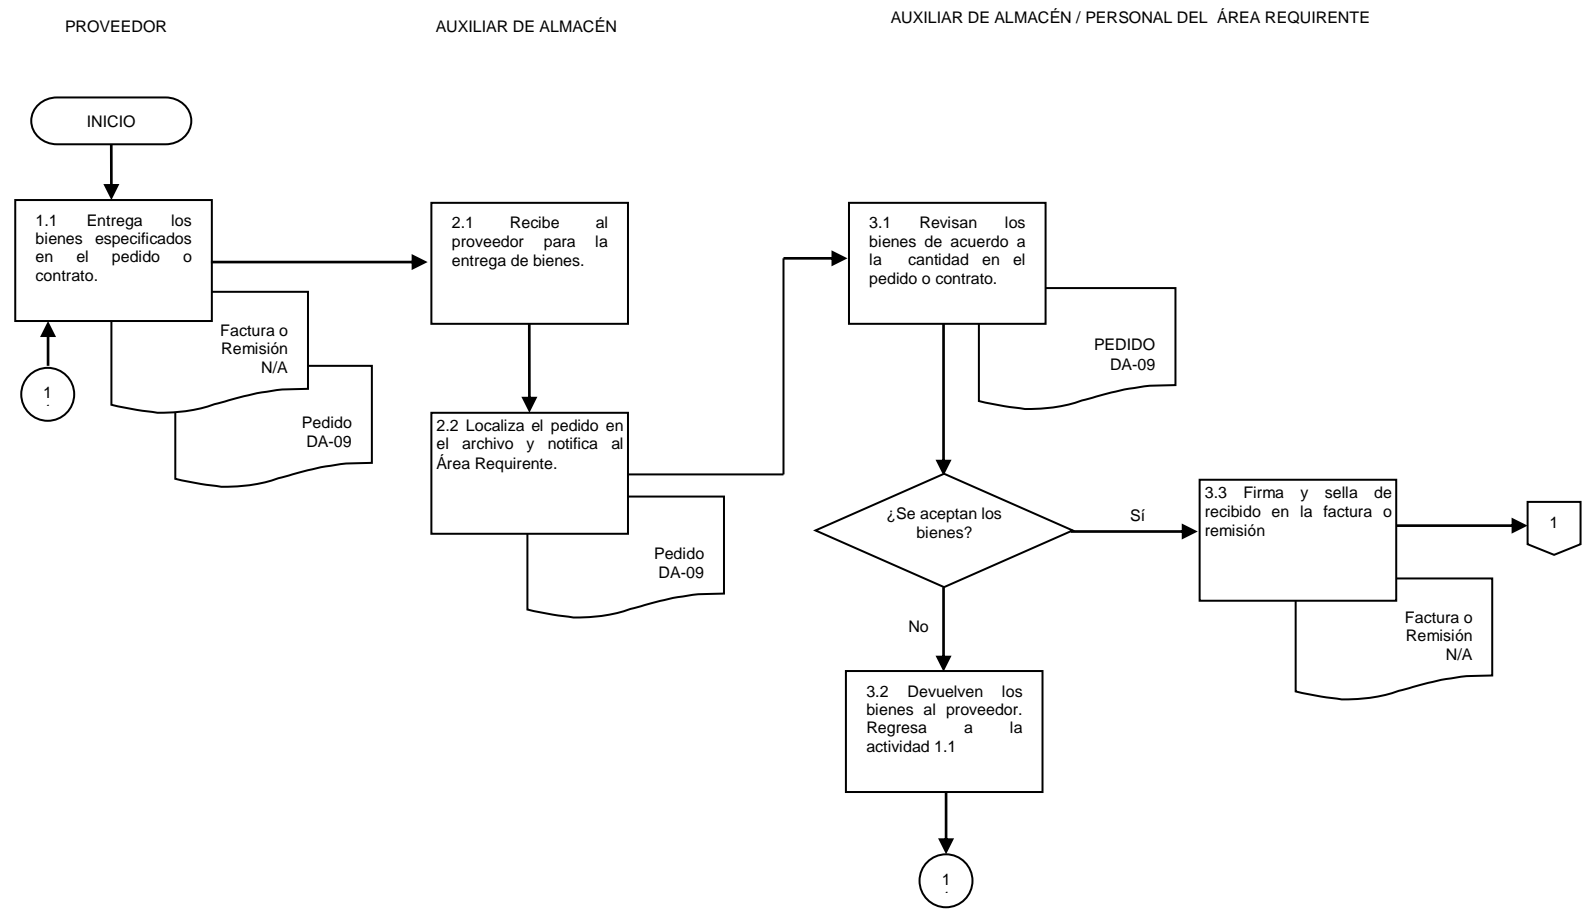 PROVEEDOR
AUXILIAR DE ALMACÉN
AUXILIAR DE ALMACÉN / PERSONAL DEL ÁREA REQUIRENTE
INICIO
1.1 Entrega los
bienes especificados
en el pedido o
contrato.
Factura o
Remisión
N/A
Pedido
DA-09
1
.
2.1 Recibe al
proveedor para la
entrega de bienes.
2.2 Localiza el pedido en
el archivo y notifica al
Área Requirente.
Pedido
DA-09
3.1 Revisan los
bienes de acuerdo a
la cantidad en el
pedido o contrato.
PEDIDO
DA-09
¿Se aceptan los
bienes?
Sí
No
3.3 Firma y sella de
recibido en la factura o
remisión
Factura o
Remisión
N/A
1
3.2 Devuelven los
bienes al proveedor.
Regresa a la
actividad 1.1
1
.